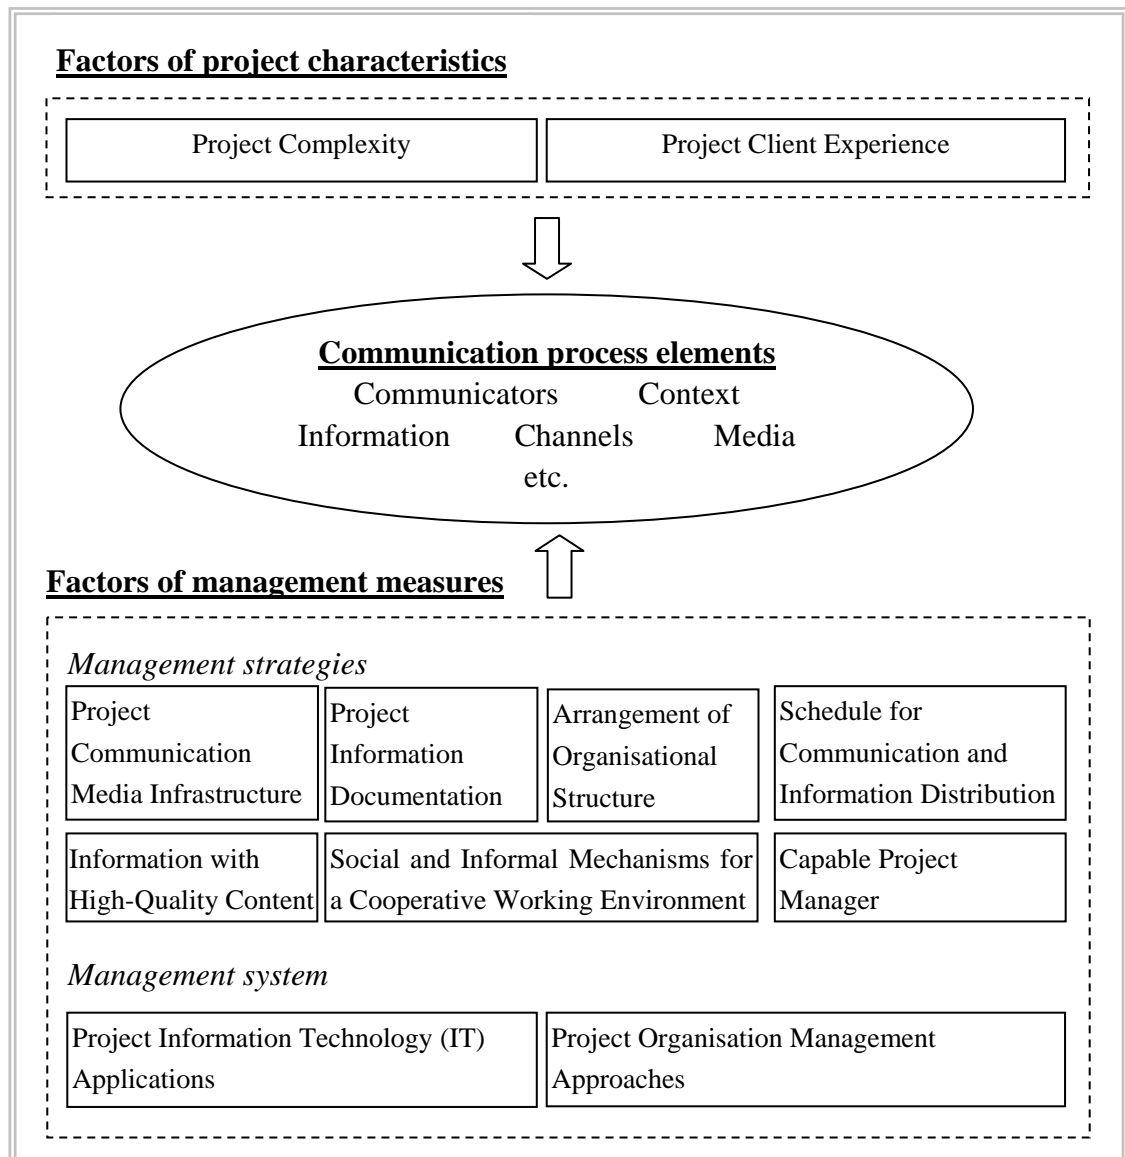 Factors of project characteristics
Project Complexity
Project Client Experience
Communication process elements
Communicators Context
Information Channels Media
etc.
Factors of management measures
Management strategies
Project
Communication
Media Infrastructure
Project
Information
Documentation
Arrangement of
Organisational
Structure
Schedule for
Communication and
Information Distribution
Information with
High-Quality Content
Social and Informal Mechanisms for
a Cooperative Working Environment
Capable Project
Manager
Management system
Project Information Technology (IT)
Applications
Project Organisation Management
Approaches